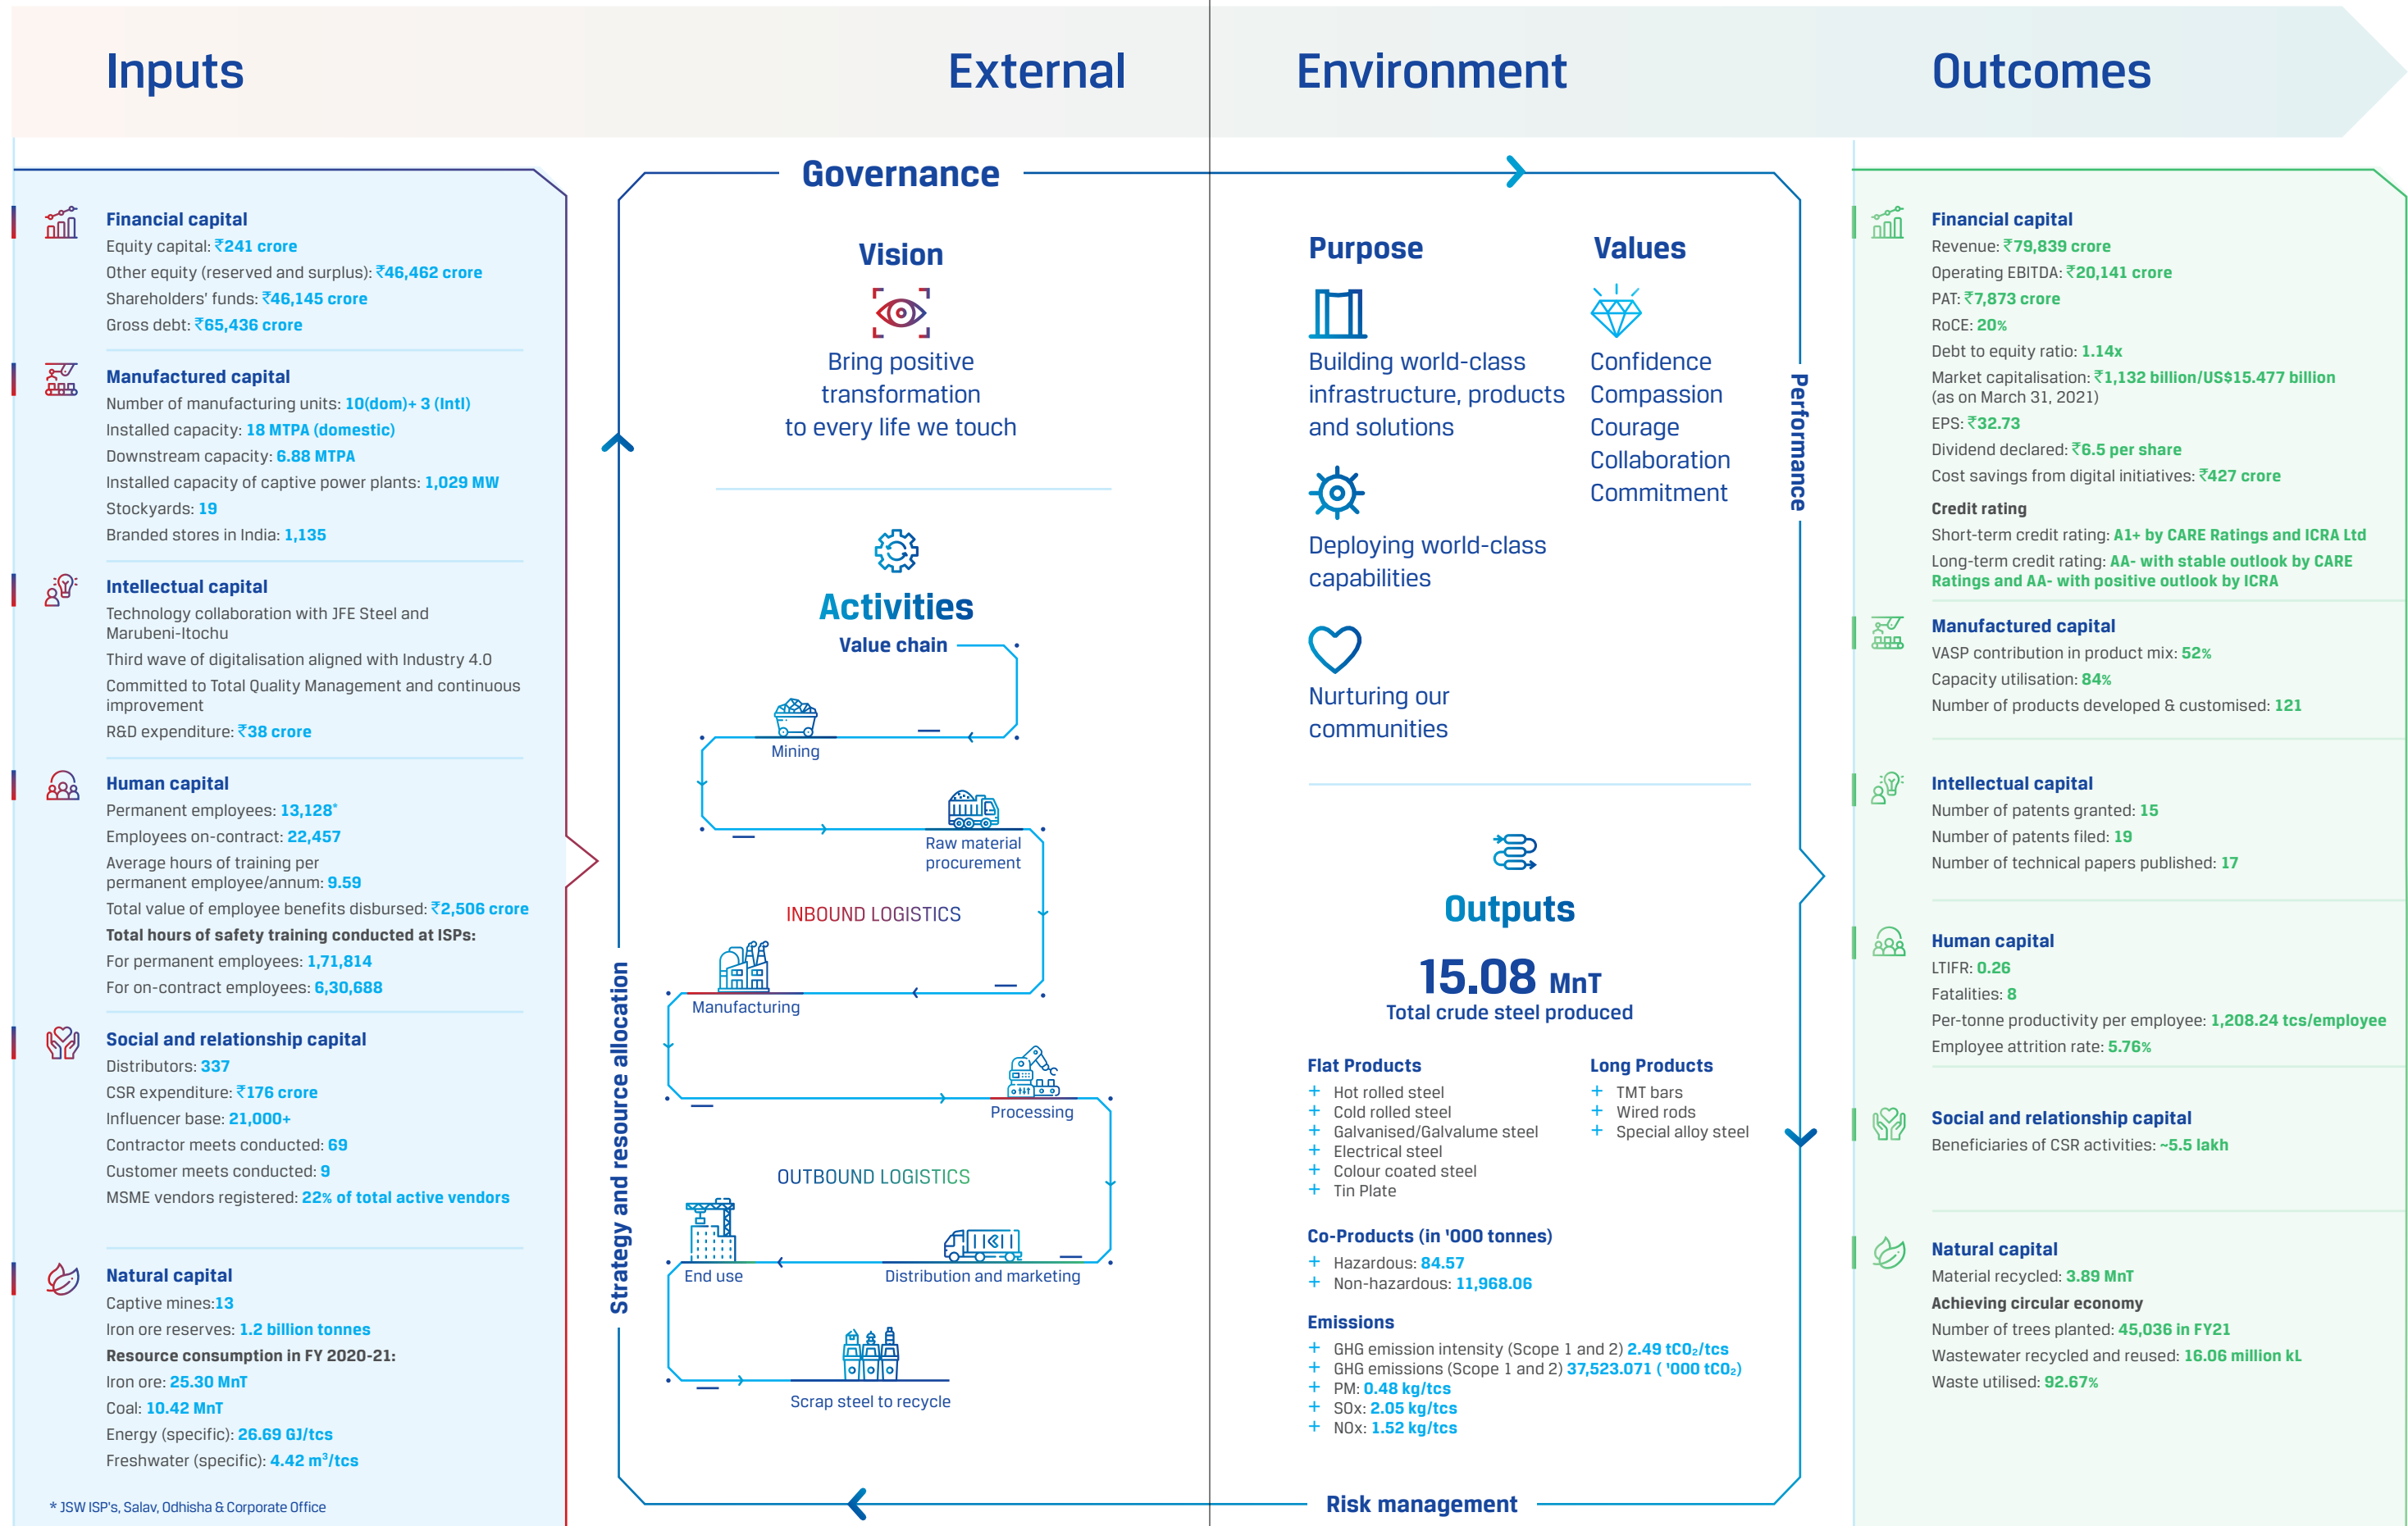 Inputs
External
Environment
Outcomes
Financial capital
Equity capital: ₹241 crore
Other equity (reserved and surplus): ₹46,462 crore
Shareholders' funds: ₹46,145 crore
Gross debt: ₹65,436 crore
Manufactured capital
Number of manufacturing units: 10(dom)+ 3 (Intl)
Installed capacity: 18 MTPA (domestic)
Downstream capacity: 6.88 MTPA
Installed capacity of captive power plants: 1,029 MW
Stockyards: 19
Branded stores in India: 1,135
Intellectual capital
Technology collaboration with JFE Steel and
Marubeni-Itochu
Third wave of digitalisation aligned with Industry 4.0
Committed to Total Quality Management and continuous
improvement
R&D expenditure: ₹38 crore
Human capital
Permanent employees: 13,128*
Employees on-contract: 22,457
Average hours of training per
permanent employee/annum: 9.59
Total value of employee benefits disbursed: ₹2,506 crore
Total hours of safety training conducted at ISPs:
For permanent employees: 1,71,814
For on-contract employees: 6,30,688
Social and relationship capital
Distributors: 337
CSR expenditure: ₹176 crore
Influencer base: 21,000+
Contractor meets conducted: 69
Customer meets conducted: 9
MSME vendors registered: 22% of total active vendors
Natural capital
Captive mines:13
Iron ore reserves: 1.2 billion tonnes
Resource consumption in FY 2020-21:
Iron ore: 25.30 MnT
Coal: 10.42 MnT
Energy (specific): 26.69 GJ/tcs
Freshwater (specific): 4.42 m³/tcs
* JSW ISP's, Salav, Odhisha & Corporate Office
Strategy and resource allocation
Governance
Vision
Bring positive
transformation
to every life we touch
Activities
Value chain
Mining
Raw material
procurement
INBOUND LOGISTICS
Manufacturing
Processing
OUTBOUND LOGISTICS
End use
Distribution and marketing
Scrap steel to recycle
Purpose
Building world-class
infrastructure, products
and solutions
Deploying world-class
capabilities
Nurturing our
communities
Values
Confidence
Compassion
Courage
Collaboration
Commitment
Performance
Outputs
15.08 MnT
Total crude steel produced
Flat Products
+ Hot rolled steel
+ Cold rolled steel
+ Galvanised/Galvalume steel
+ Electrical steel
+ Colour coated steel
+ Tin Plate
Long Products
+ TMT bars
+ Wired rods
+ Special alloy steel
Co-Products (in '000 tonnes)
+ Hazardous: 84.57
+ Non-hazardous: 11,968.06
Emissions
+ GHG emission intensity (Scope 1 and 2) 2.49 tCO₂/tcs
+ GHG emissions (Scope 1 and 2) 37,523.071 ( '000 tCO₂)
+ PM: 0.48 kg/tcs
+ SOx: 2.05 kg/tcs
+ NOx: 1.52 kg/tcs
Risk management
Financial capital
Revenue: ₹79,839 crore
Operating EBITDA: ₹20,141 crore
PAT: ₹7,873 crore
RoCE: 20%
Debt to equity ratio: 1.14x
Market capitalisation: ₹1,132 billion/US$15.477 billion
(as on March 31, 2021)
EPS: ₹32.73
Dividend declared: ₹6.5 per share
Cost savings from digital initiatives: ₹427 crore
Credit rating
Short-term credit rating: A1+ by CARE Ratings and ICRA Ltd
Long-term credit rating: AA- with stable outlook by CARE
Ratings and AA- with positive outlook by ICRA
Manufactured capital
VASP contribution in product mix: 52%
Capacity utilisation: 84%
Number of products developed & customised: 121
Intellectual capital
Number of patents granted: 15
Number of patents filed: 19
Number of technical papers published: 17
Human capital
LTIFR: 0.26
Fatalities: 8
Per-tonne productivity per employee: 1,208.24 tcs/employee
Employee attrition rate: 5.76%
Social and relationship capital
Beneficiaries of CSR activities: ~5.5 lakh
Natural capital
Material recycled: 3.89 MnT
Achieving circular economy
Number of trees planted: 45,036 in FY21
Wastewater recycled and reused: 16.06 million kL
Waste utilised: 92.67%